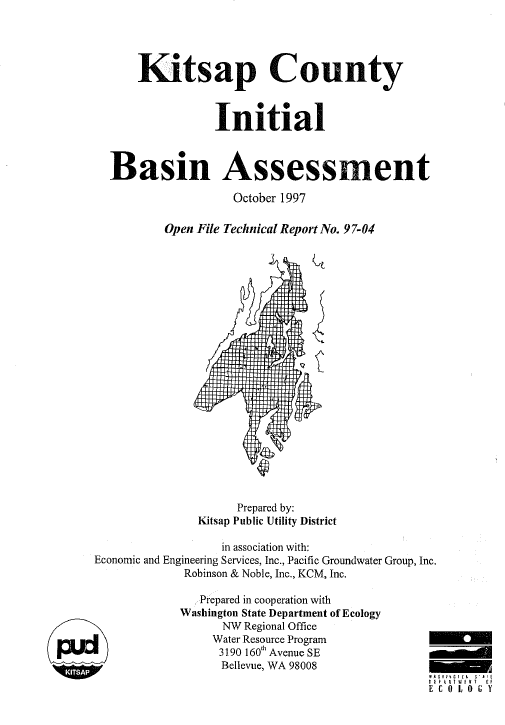 Kitsap County
Initial
Basin Assessment
October 1997
Open File Technical Report No. 97-04
Prepared by:
Kitsap Public Utility District
in association with:
Economic and Engineering Services, Inc., Pacific Groundwater Group, Inc.
Robinson & Noble, Inc., KCM, Inc.
Prepared in cooperation with
Washington State Department of Ecology
NW Regional Office
Water Resource Program
3190 160th Avenue SE
Bellevue, WA 98008
pud
KITSAP
WASHINGTON STATE
DEPARTMENT OF
ECOLOGY